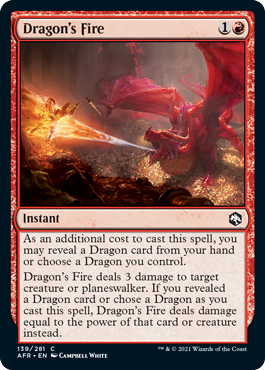 Dragon's Fire
1
Instant
As an additional cost to cast this spell, you
may reveal a Dragon card from your hand
or choose a Dragon you control.
Dragon's Fire deals 3 damage to target
creature or planeswalker. If you revealed
a Dragon card or chose a Dragon as you
cast this spell, Dragon's Fire deals damage
equal to the power of that card or creature
instead.
139/281 C
AFR • EN CAMPBELL WHITE
™ & © 2021 Wizards of the Coast